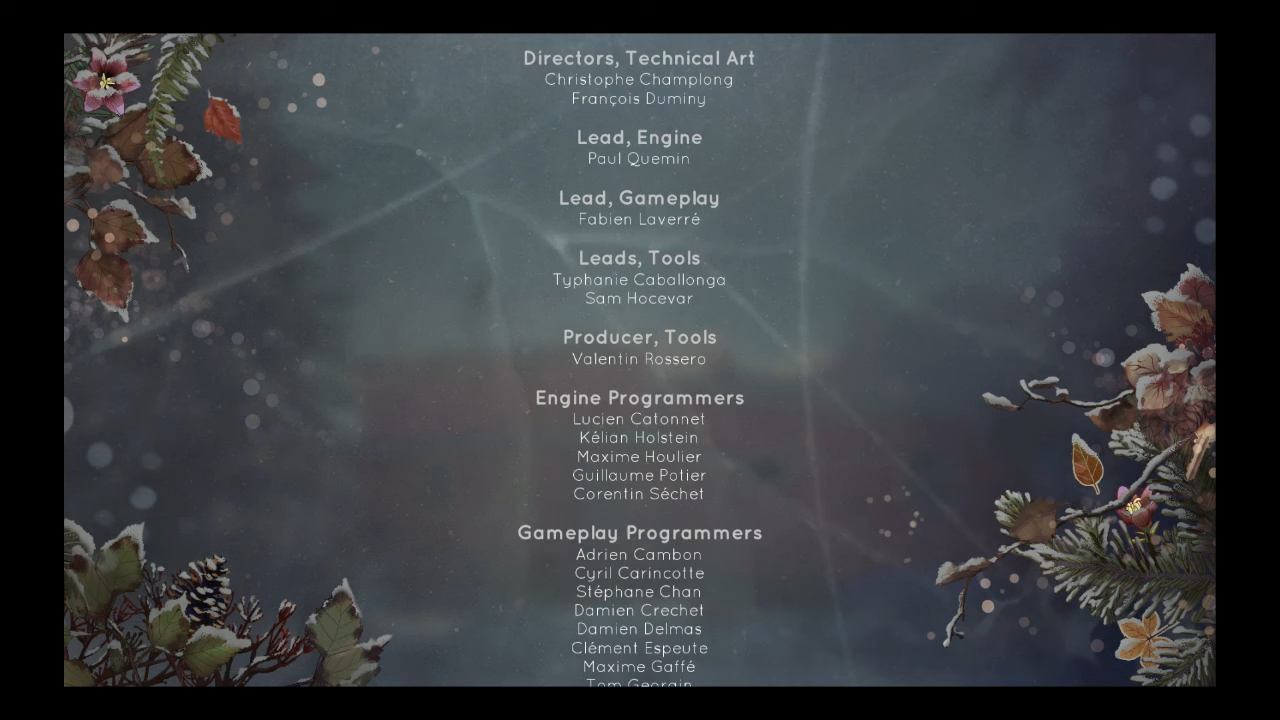 Directors, Technical Art
Christophe Champlong
François Duminy
Lead, Engine
Paul Quemin
Lead, Gameplay
Fabien Laverré
Leads, Tools
Typhanie Caballonga
Sam Hocevar
Producer, Tools
Valentin Rossero
Engine Programmers
Lucien Catonnet
Kélian Holstein
Maxime Houlier
Guillaume Potier
Corentin Séchet
Gameplay Programmers
Adrien Cambon
Cyril Carincotte
Stéphane Chan
Damien Crechet
Damien Delmas
Clément Espeute
Maxime Gaffé
Tom Georgin